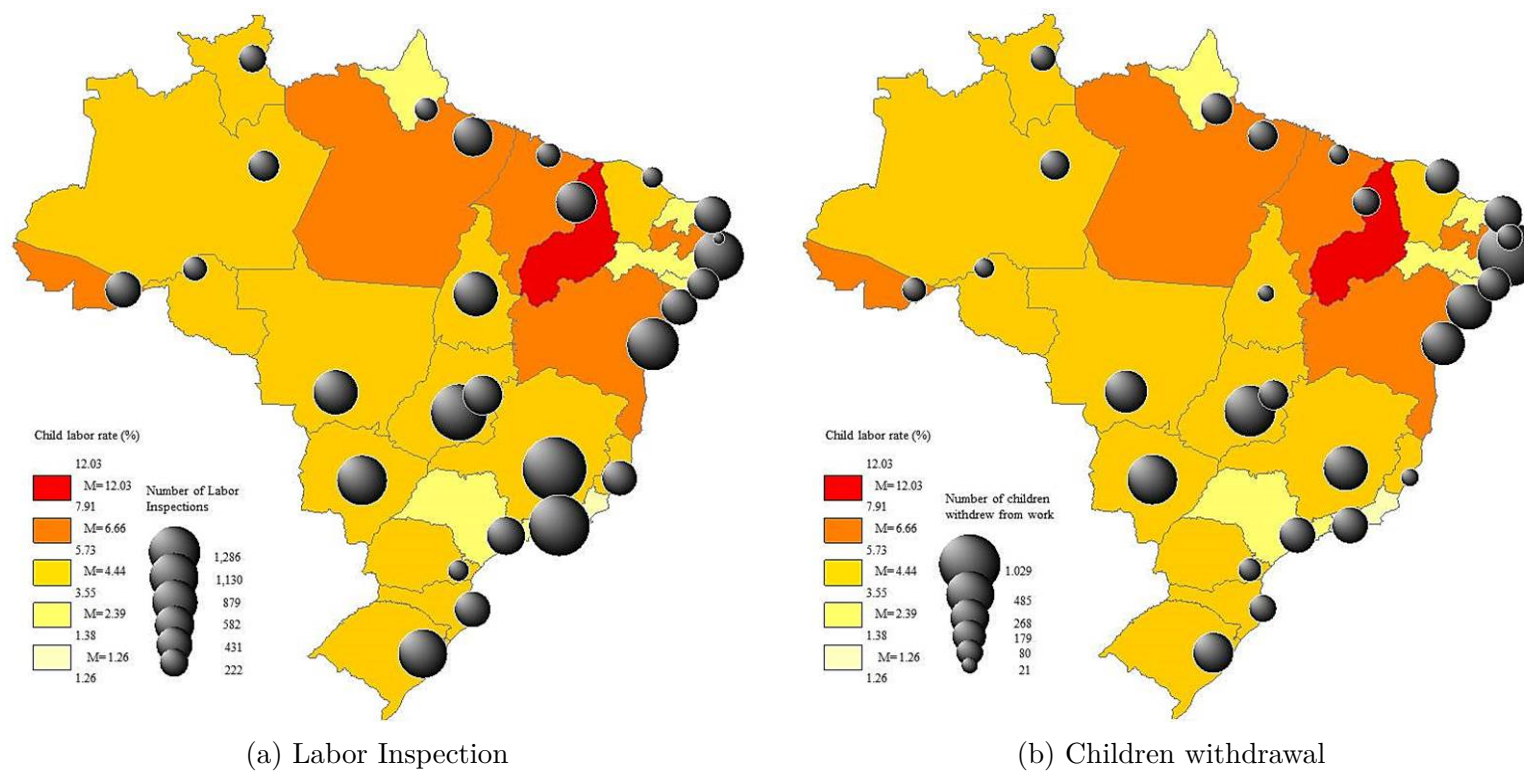 Child labor rate (%)
12.03
M=12.03
7.91
M=6.66
5.73
M=4.44
3.55
M=2.39
1.38
M=1.26
1.26
Number of Labor
Inspections
1,286
1,130
879
582
431
222
(a) Labor Inspection
Child labor rate (%)
12.03
M=12.03
7.91
M=6.66
5.73
M=4.44
3.55
M=2.39
1.38
M=1.26
1.26
Number of children
withdrew from work
1.029
485
268
179
80
21
(b) Children withdrawal